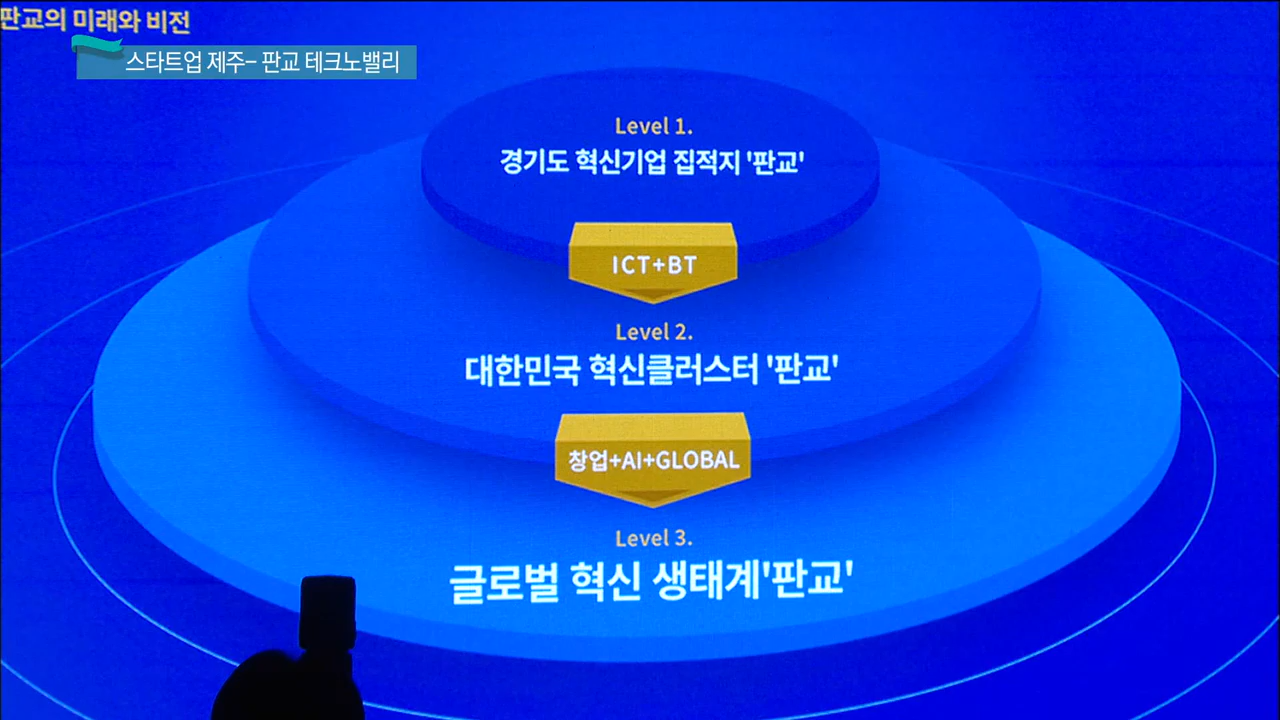 판교의 미래와 비전
스타트업 제주- 판교 테크노밸리
Level 1.
경기도 혁신기업 집적지 '판교'
ICT+BT
Level 2.
대한민국 혁신클러스터 '판교'
창업+AI+GLOBAL
Level 3.
글로벌 혁신 생태계'판교'